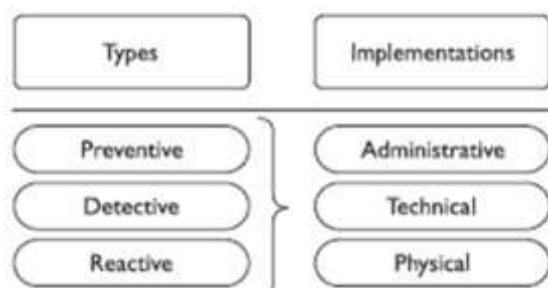 Types Implementations
Preventive Administrative
Detective Technical
Reactive Physical